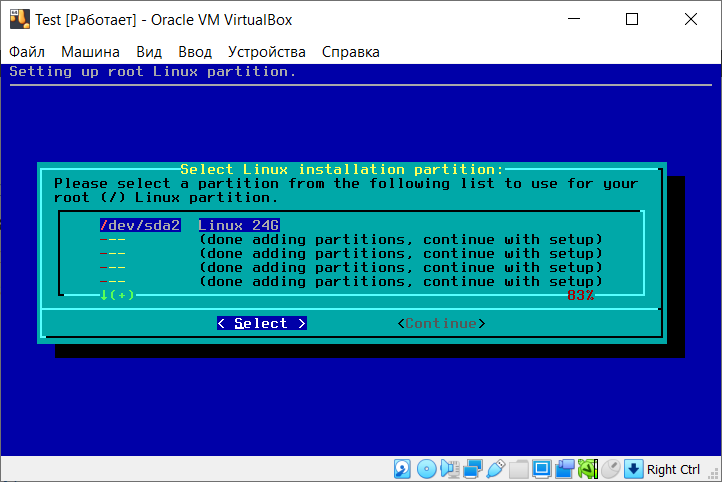 Test [Работает] - Oracle VM VirtualBox
Файл Машина Вид Ввод Устройства Справка
Setting up root Linux partition.
Select Linux installation partition:
Please select a partition from the following list to use for your
root (/) Linux partition.
/dev/sda2 Linux 24G
--- (done adding partitions, continue with setup)
--- (done adding partitions, continue with setup)
--- (done adding partitions, continue with setup)
--- (done adding partitions, continue with setup)
↓(+) 83%
< Select > <Continue>
Right Ctrl